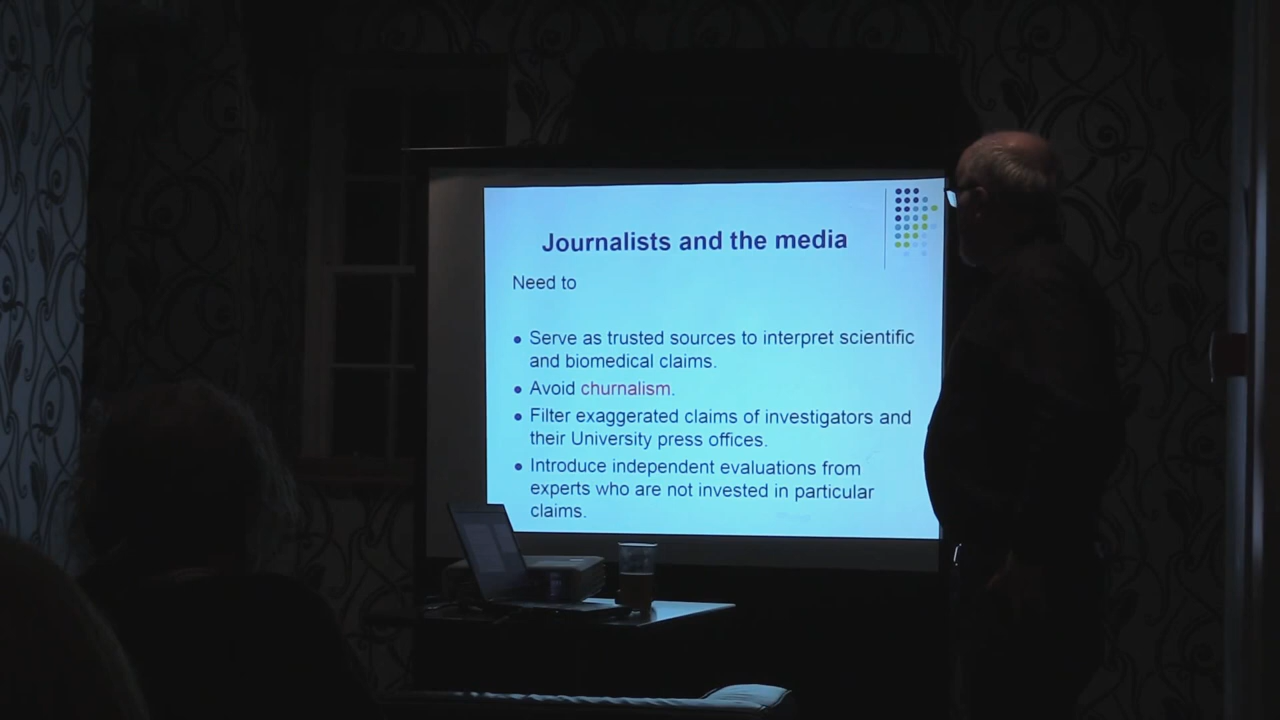 Journalists and the media
Need to
• Serve as trusted sources to interpret scientific
and biomedical claims.
• Avoid churnalism.
• Filter exaggerated claims of investigators and
their University press offices.
• Introduce independent evaluations from
experts who are not invested in particular
claims.